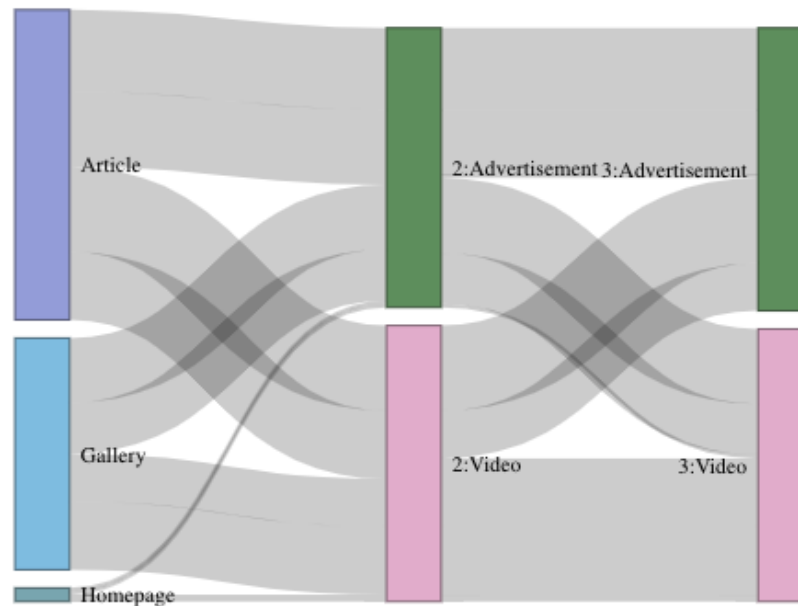 Article
2:Advertisement
3:Advertisement
Gallery
2:Video
3:Video
Homepage